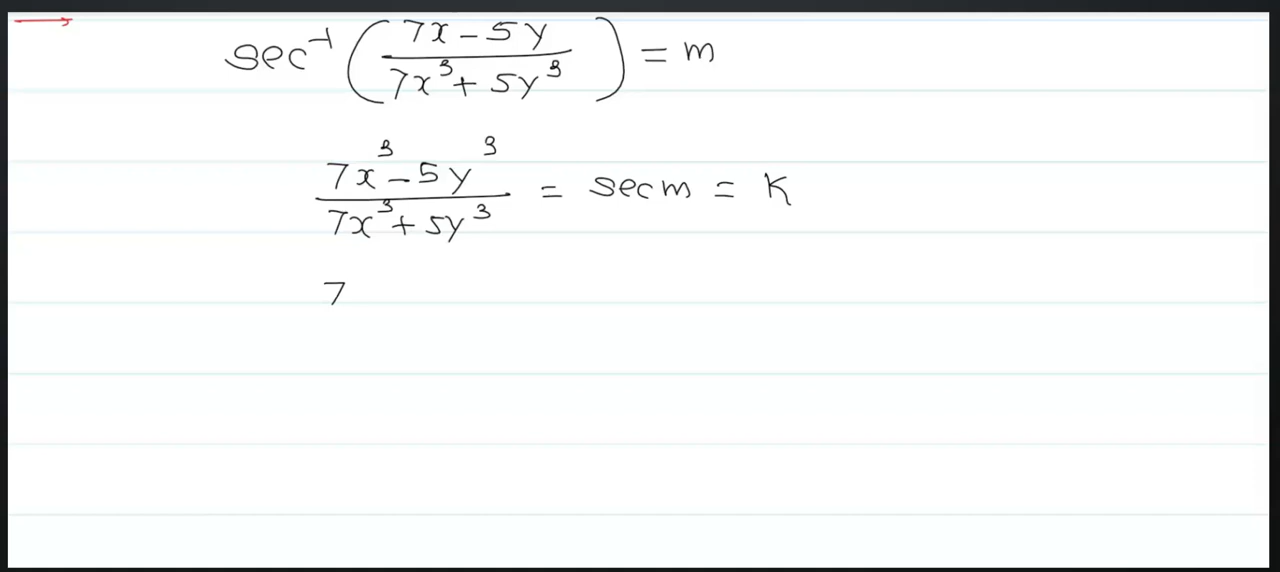 sec⁻¹ ( (7x - 5y) / (7x³ + 5y³) ) = m
(7x³ - 5y³) / (7x³ + 5y³) = sec m = K
7